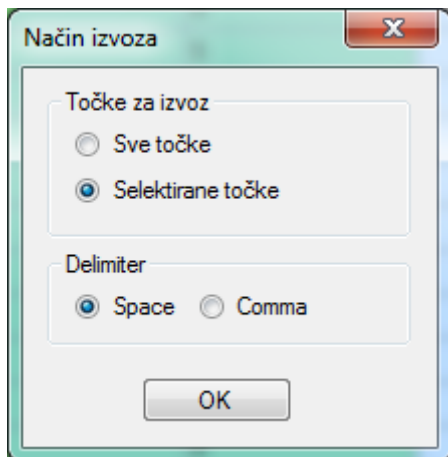 Način izvoza
Točke za izvoz
Sve točke
Selektirane točke
Delimiter
Space Comma
OK